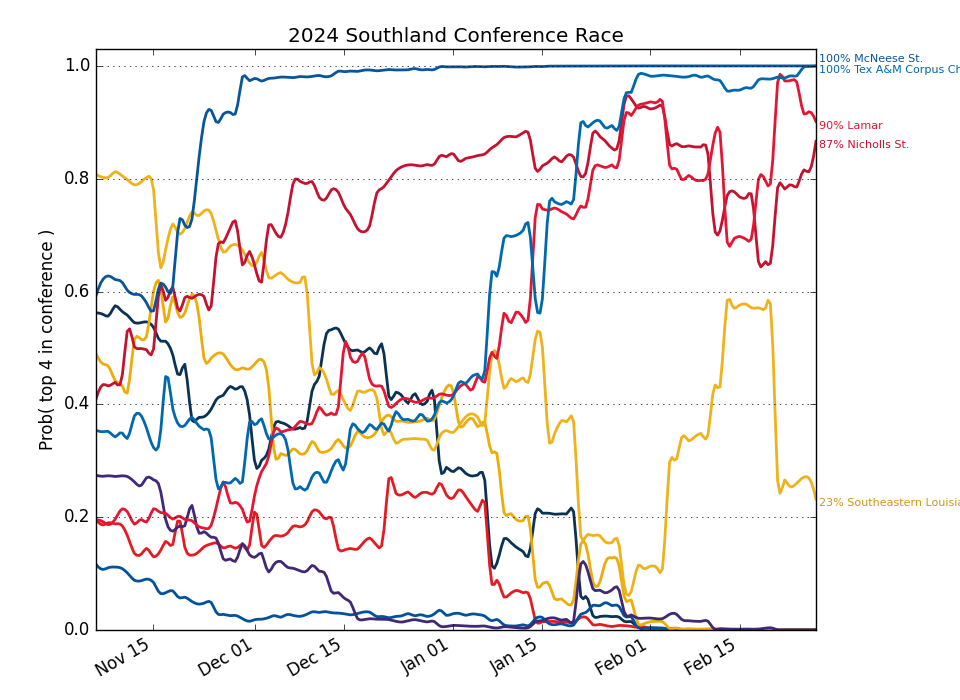 2024 Southland Conference Race
Prob( top 4 in conference )
1.0
0.8
0.6
0.4
0.2
0.0
Nov 15
Dec 01
Dec 15
Jan 01
Jan 15
Feb 01
Feb 15
100% McNeese St.
100% Tex A&M Corpus Ch
90% Lamar
87% Nicholls St.
23% Southeastern Louisia